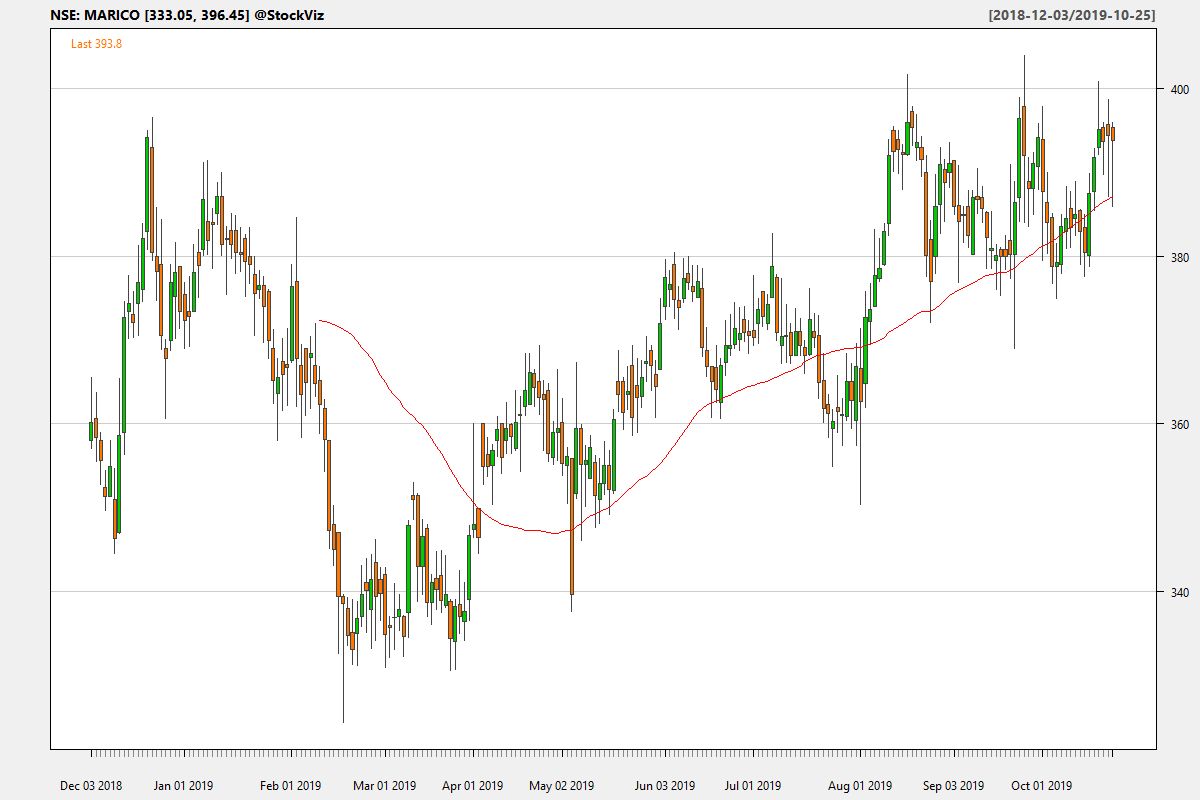 NSE: MARICO [333.05, 396.45] @StockViz
[2018-12-03/2019-10-25]
Last 393.8
400
380
360
340
Dec 03 2018
Jan 01 2019
Feb 01 2019
Mar 01 2019
Apr 01 2019
May 02 2019
Jun 03 2019
Jul 01 2019
Aug 01 2019
Sep 03 2019
Oct 01 2019